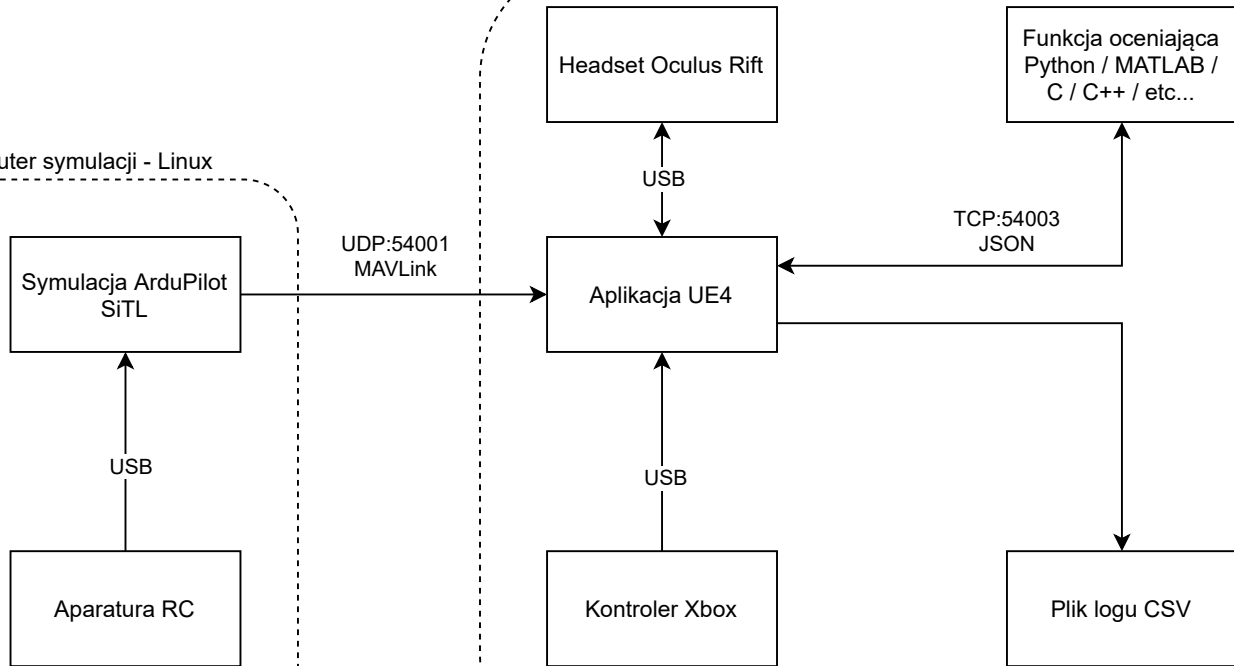 Headset Oculus Rift
Funkcja oceniająca
Python / MATLAB /
C / C++ / etc...
symulacji - Linux
USB
Symulacja ArduPilot
SiTL
UDP:54001
MAVLink
Aplikacja UE4
TCP:54003
JSON
USB
USB
Aparatura RC
Kontroler Xbox
Plik logu CSV